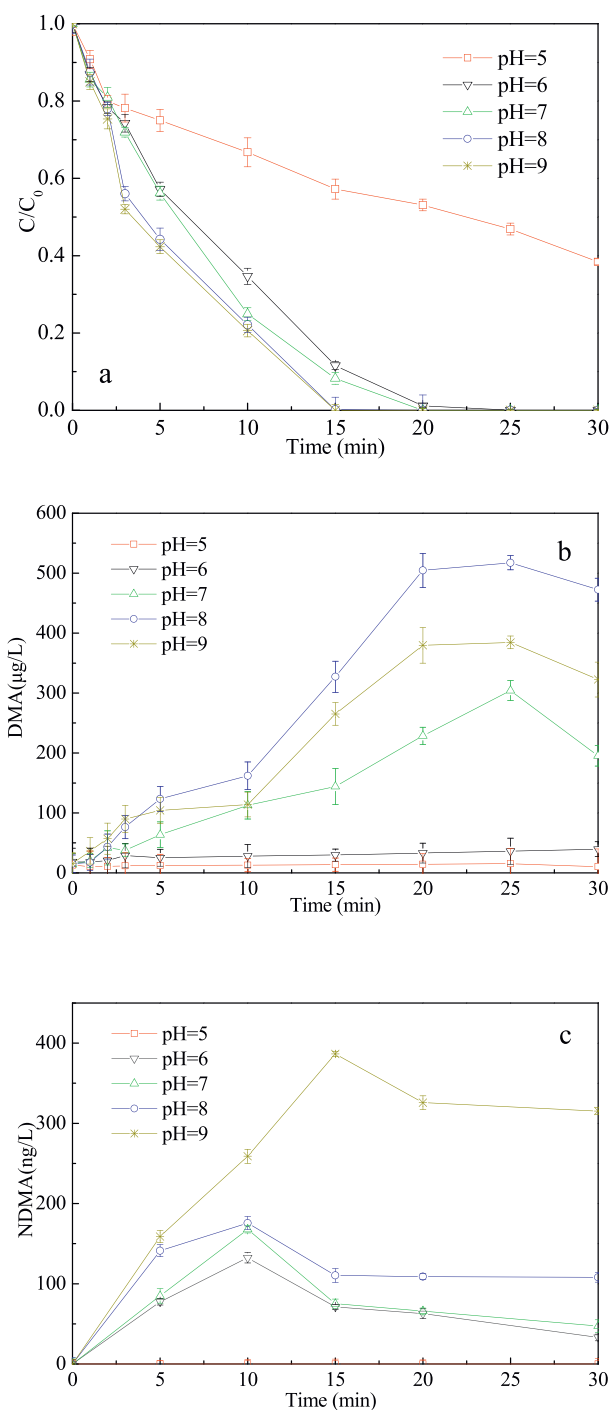 1.0
0.8
0.6
0.4
0.2
0.0
C/C0
pH=5
pH=6
pH=7
pH=8
pH=9
a
0 5 10 15 20 25 30
Time (min)
600
500
400
300
200
100
0
DMA(μg/L)
pH=5
pH=6
pH=7
pH=8
pH=9
b
0 5 10 15 20 25 30
Time (min)
400
300
200
100
0
NDMA(ng/L)
pH=5
pH=6
pH=7
pH=8
pH=9
c
0 5 10 15 20 25 30
Time (min)